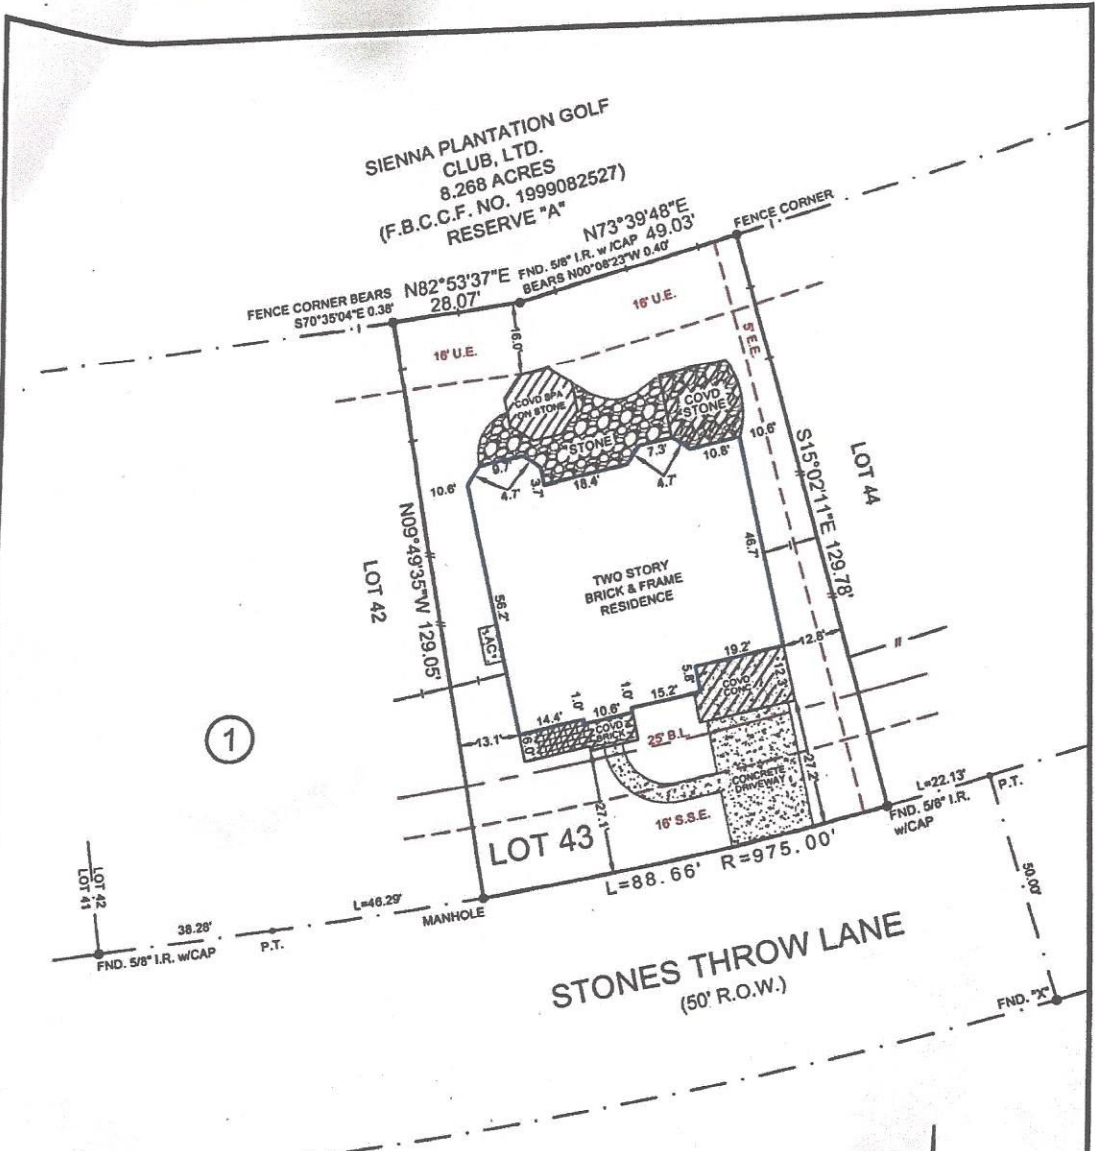 SIENNA PLANTATION GOLF
CLUB, LTD.
8.268 ACRES
(F.B.C.C.F. NO. 1999082527)
RESERVE "A"
FENCE CORNER
N73°39'48"E
49.03'
FND. 5/8" I.R. w/CAP
BEARS N00°08'23"W 0.40'
N82°53'37"E
28.07'
FENCE CORNER BEARS
S70°35'04"E 0.38'
16' U.E.
16' U.E.
16.0'
5' E.E.
COVD SPA
ON STONE
COVD
STONE
STONE
10.6'
9.7'
4.7'
3.7'
18.4'
7.3'
4.7'
10.8'
10.6'
S15°02'11"E 129.78'
LOT 44
N09°49'35"W 129.05'
LOT 42
TWO STORY
BRICK & FRAME
RESIDENCE
46.7'
56.2'
"AC"
19.2'
12.8'
5.8'
COVD
CONC
12.3'
15.2'
1.0'
10.6'
1.0'
14.4'
13.1'
6.0'
COVD
BRICK
25' B.L.
1
CONCRETE
DRIVEWAY
27.2'
27.1'
16' S.S.E.
LOT 43
L=88.66' R=975.00'
L=22.13'
P.T.
FND. 5/8" I.R.
w/CAP
50.00'
LOT 42
LOT 41
L=46.29'
MANHOLE
38.28'
P.T.
FND. 5/8" I.R. w/CAP
STONES THROW LANE
(50' R.O.W.)
FND. "X"